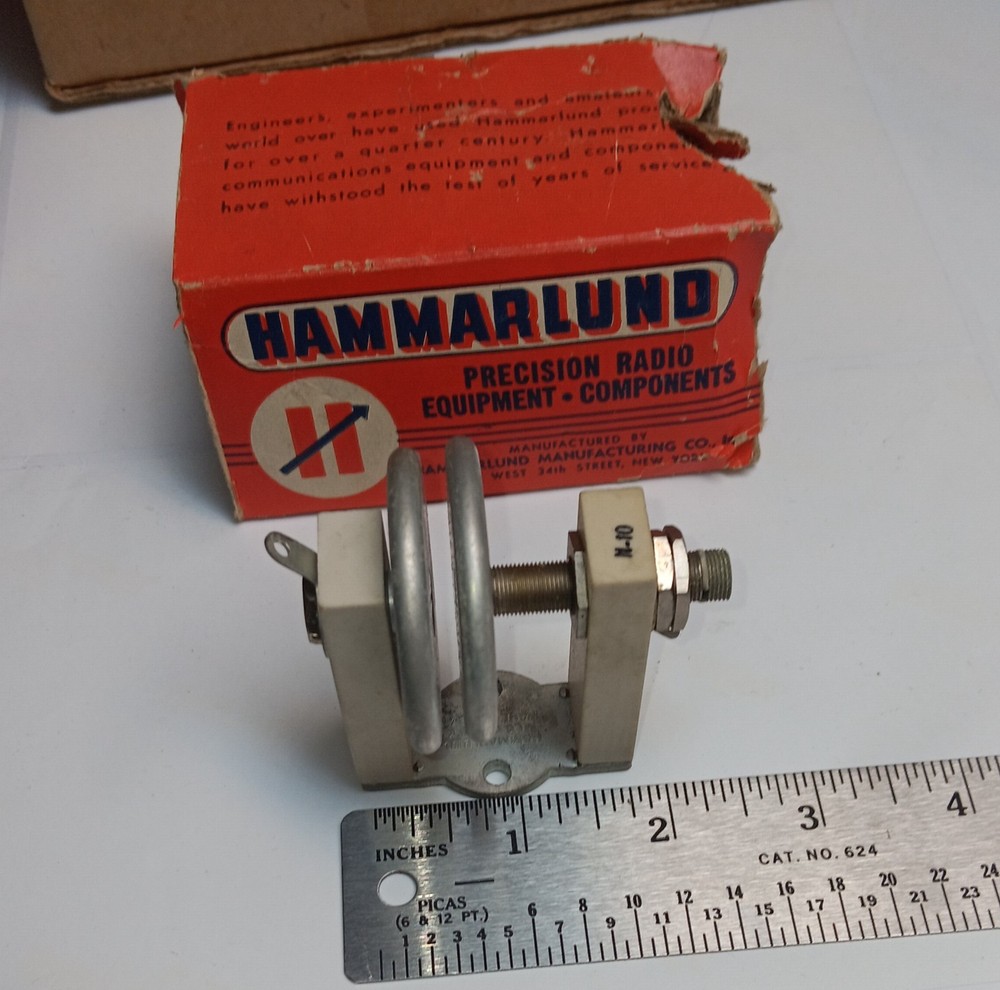 Engineers, experimenters and amateurs
world over have used Hammarlund
for over a quarter century.
communications equipment and
have withstood the test of years of service
HAMMARLUND
H
PRECISION RADIO
EQUIPMENT • COMPONENTS
MANUFACTURED BY
HAMMARLUND MANUFACTURING CO.,
WEST 34th STREET, NEW YORK
N-10
1 2 3 4
INCHES
CAT. NO. 624
PICAS
(6 & 12 PT.)
6 8 10 12 14 16 18 20 22 24
1 2 3 4 5 7 9 11 13 15 17 19 21 23